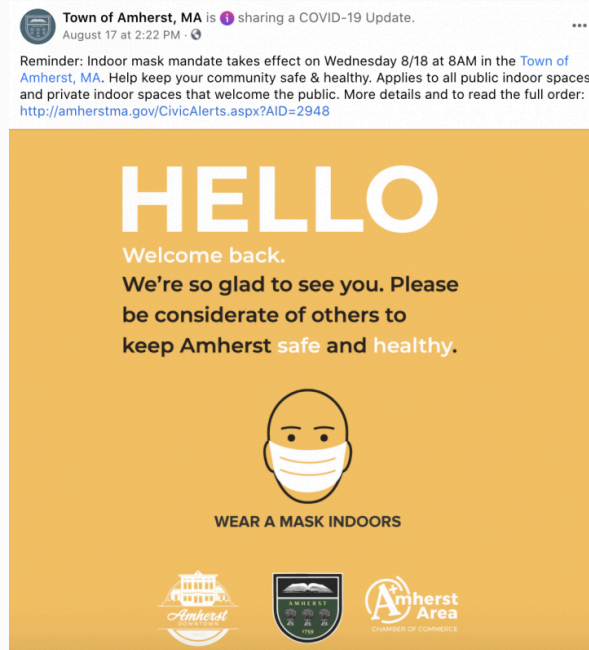 Town of Amherst, MA is sharing a COVID-19 Update.
August 17 at 2:22 PM ·
Reminder: Indoor mask mandate takes effect on Wednesday 8/18 at 8AM in the Town of
Amherst, MA. Help keep your community safe & healthy. Applies to all public indoor spaces
and private indoor spaces that welcome the public. More details and to read the full order:
http://amherstma.gov/CivicAlerts.aspx?AID=2948
HELLO
Welcome back.
We're so glad to see you. Please
be considerate of others to
keep Amherst safe and healthy.
WEAR A MASK INDOORS
Amherst
DOWNTOWN
AMHERST
1759
Amherst
Area
CHAMBER OF COMMERCE